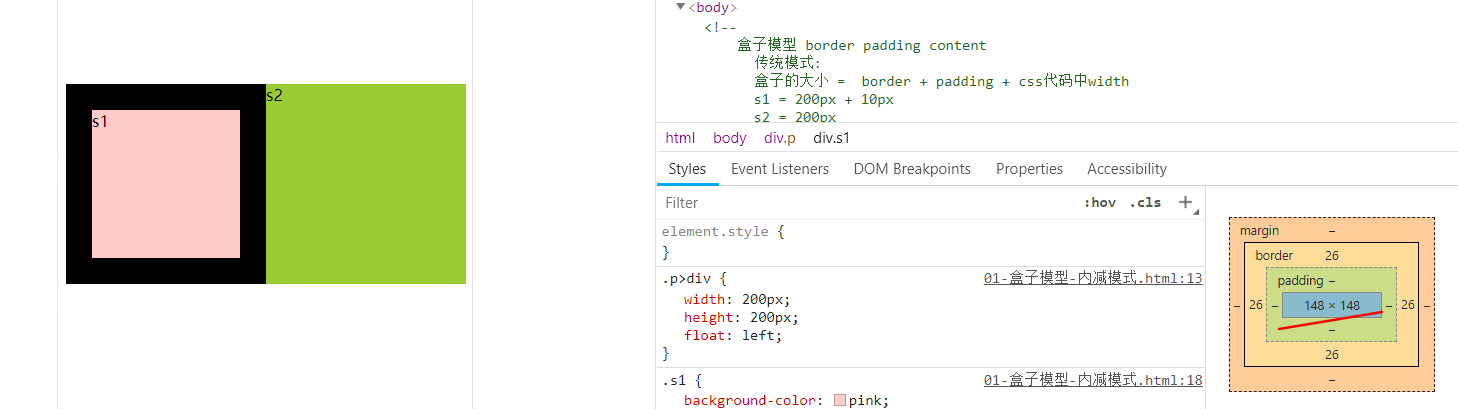 s1
s2
<body>
<!--
盒子模型 border padding content
传统模式:
盒子的大小 = border + padding + css代码中width
s1 = 200px + 10px
s2 = 200px
html body div.p div.s1
Styles Event Listeners DOM Breakpoints Properties Accessibility
Filter :hov .cls +
element.style {
}
.p>div { 01-盒子模型-内减模式.html:13
width: 200px;
height: 200px;
float: left;
}
.s1 { 01-盒子模型-内减模式.html:18
background-color: pink;
margin –
border 26
padding –
– 26 – 148 × 148 – 26 –
–
26
–